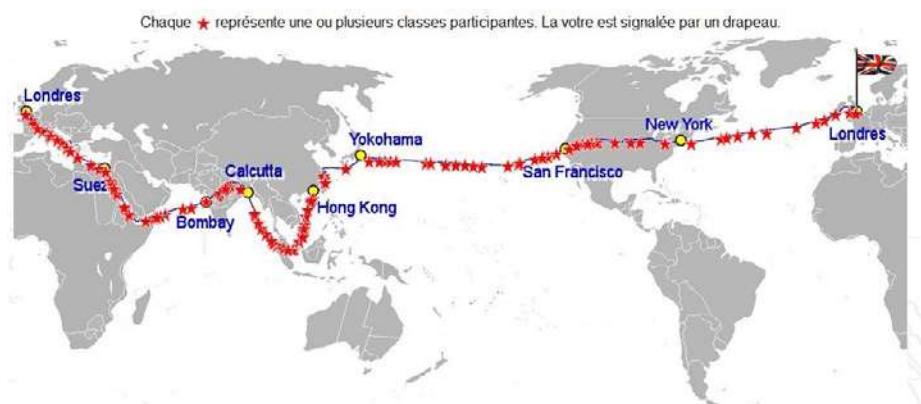 Chaque ★ représente une ou plusieurs classes participantes. La votre est signalée par un drapeau.
Londres
Suez
Bombay
Calcutta
Hong Kong
Yokohama
San Francisco
New York
Londres